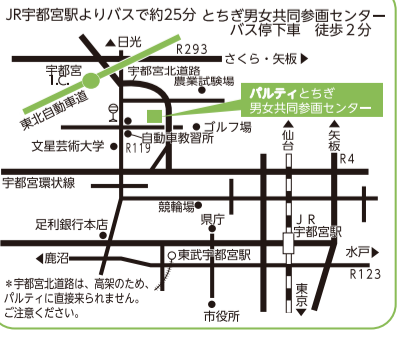 JR宇都宮駅よりバスで約25分 とちぎ男女共同参画センター
バス停下車 徒歩2分
▲日光
R293
さくら・矢板▶
宇都宮
I.C.
宇都宮北道路
農業試験場
東北自動車道
パルティとちぎ
男女共同参画センター
ゴルフ場
自動車教習所
文星芸術大学
R119
仙台
矢板
R4
宇都宮環状線
競輪場
県庁
足利銀行本店
JR
宇都宮駅
◀鹿沼
東武宇都宮駅
水戸▶
R123
*宇都宮北道路は、高架のため、
パルティに直接来られません。
ご注意ください。
東京
市役所